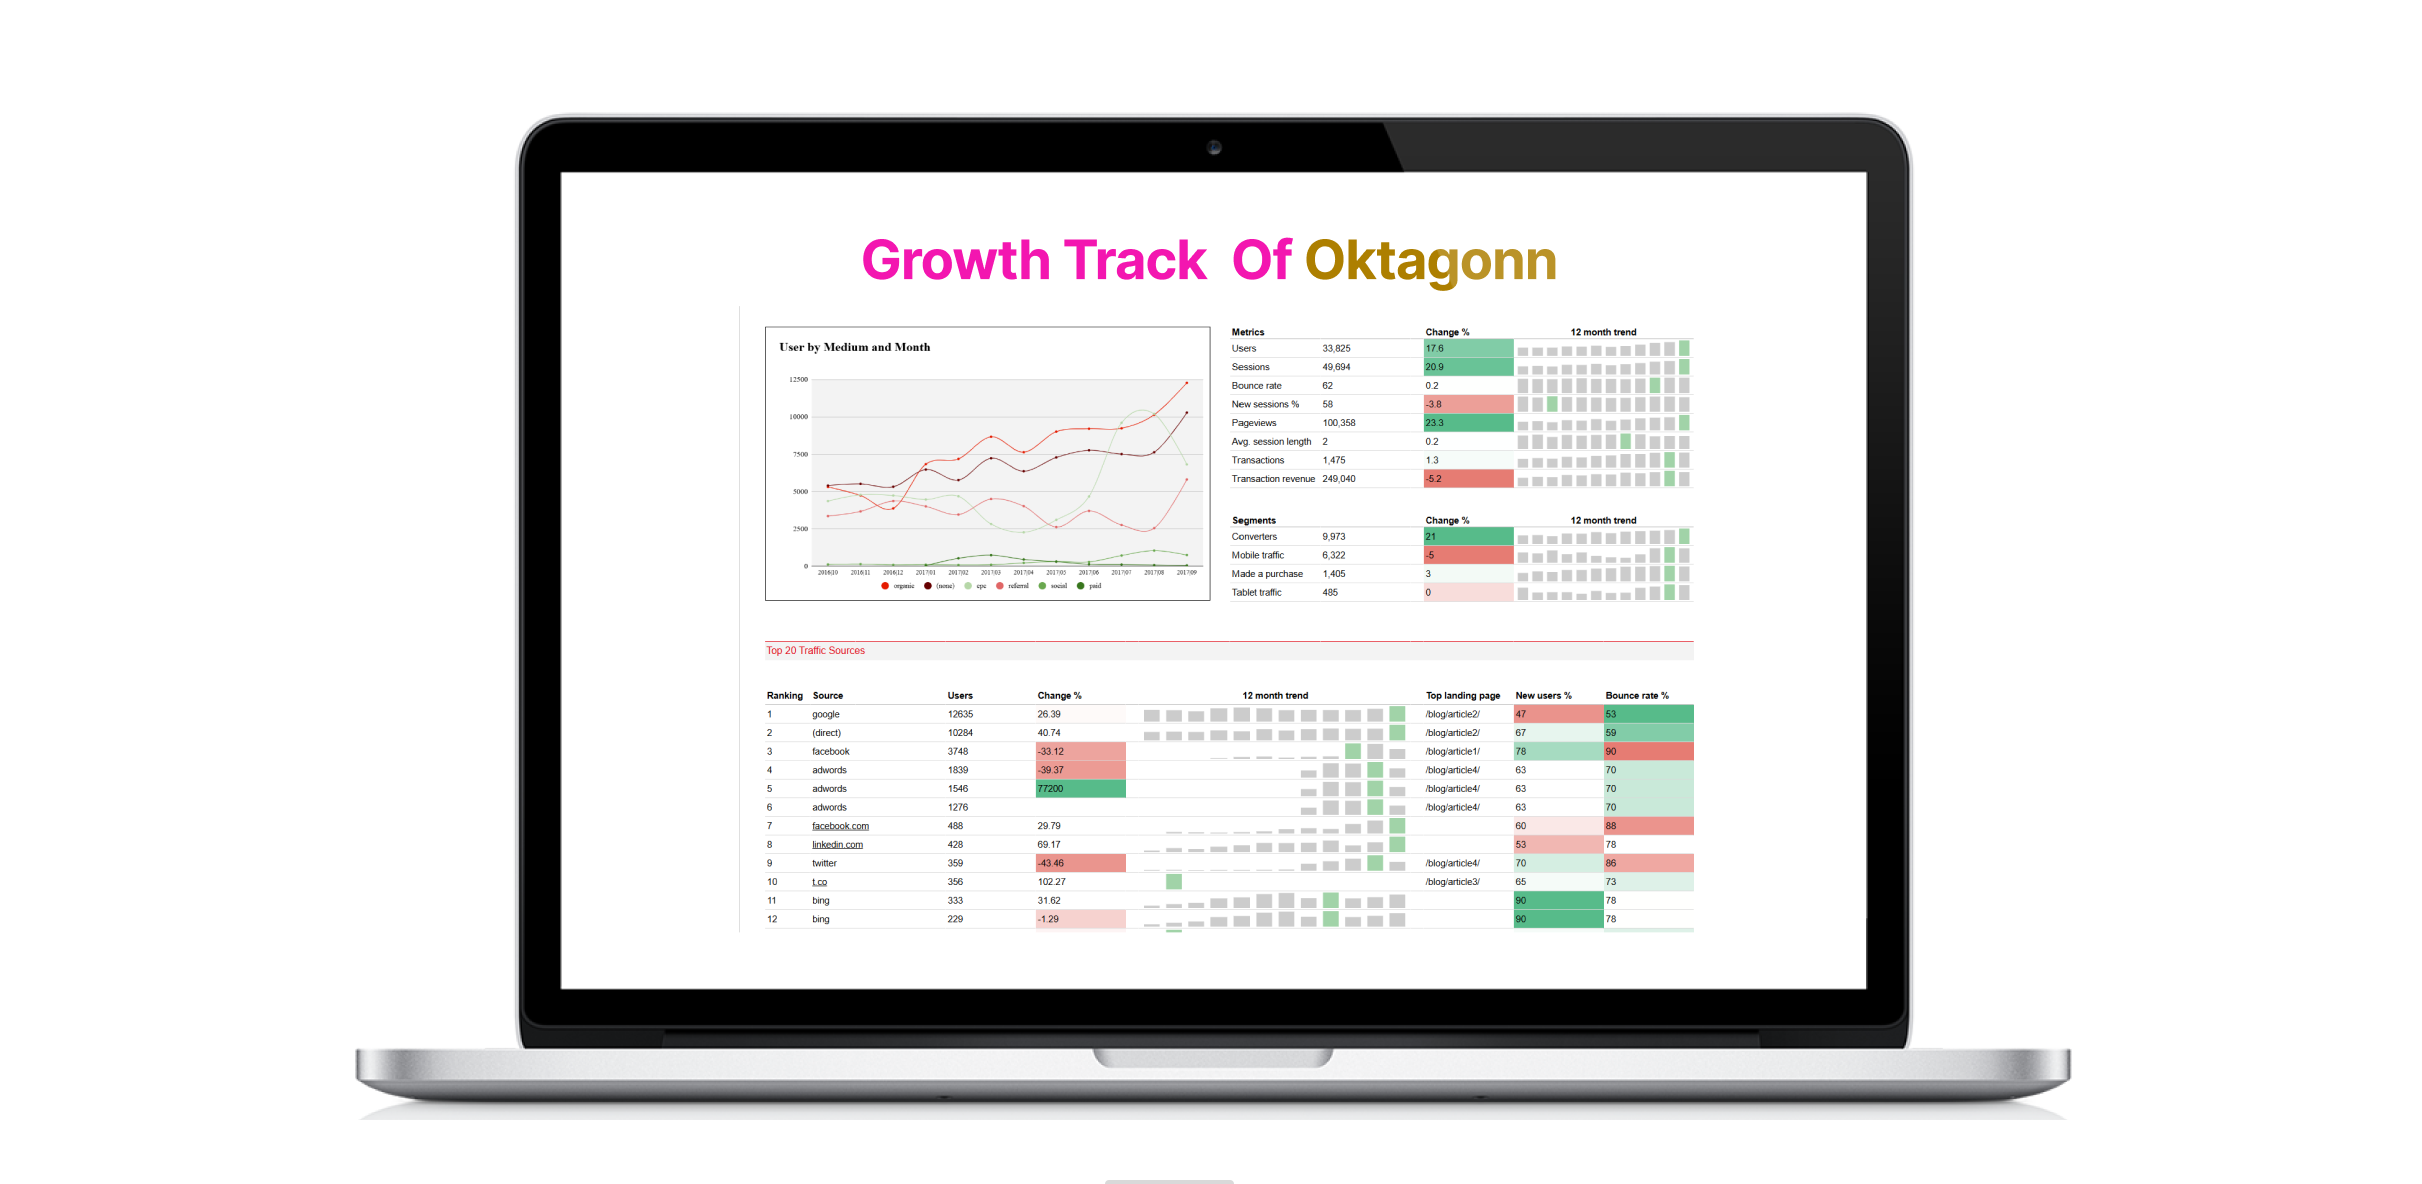 Growth Track Of Oktagonn
User by Medium and Month
12500
10000
7500
5000
2500
0
2016|10 2016|11 2016|12 2017/01 2017/02 2017/03 2017/04 2017/05 2017/06 2017/07 2017/08 2017/09
organic (none) cpc referral social paid
Metrics Change % 12 month trend
Users 33,825 17.6
Sessions 49,694 20.9
Bounce rate 62 0.2
New sessions % 58 -3.8
Pageviews 100,358 23.3
Avg. session length 2 0.2
Transactions 1,475 1.3
Transaction revenue 249,040 -5.2
Segments Change % 12 month trend
Converters 9,973 21
Mobile traffic 6,322 -5
Made a purchase 1,405 3
Tablet traffic 485 0
Top 20 Traffic Sources
Ranking Source Users Change % 12 month trend Top landing page New users % Bounce rate %
1 google 12635 26.39 /blog/article2/ 47 53
2 (direct) 10284 40.74 /blog/article2/ 67 59
3 facebook 3748 -33.12 /blog/article1/ 78 90
4 adwords 1839 -39.37 /blog/article4/ 63 70
5 adwords 1546 77200 /blog/article4/ 63 70
6 adwords 1276 /blog/article4/ 63 70
7 facebook.com 488 29.79 60 88
8 linkedin.com 428 69.17 53 78
9 twitter 359 -43.46 /blog/article4/ 70 86
10 t.co 356 102.27 /blog/article3/ 65 73
11 bing 333 31.62 90 78
12 bing 229 -1.29 90 78